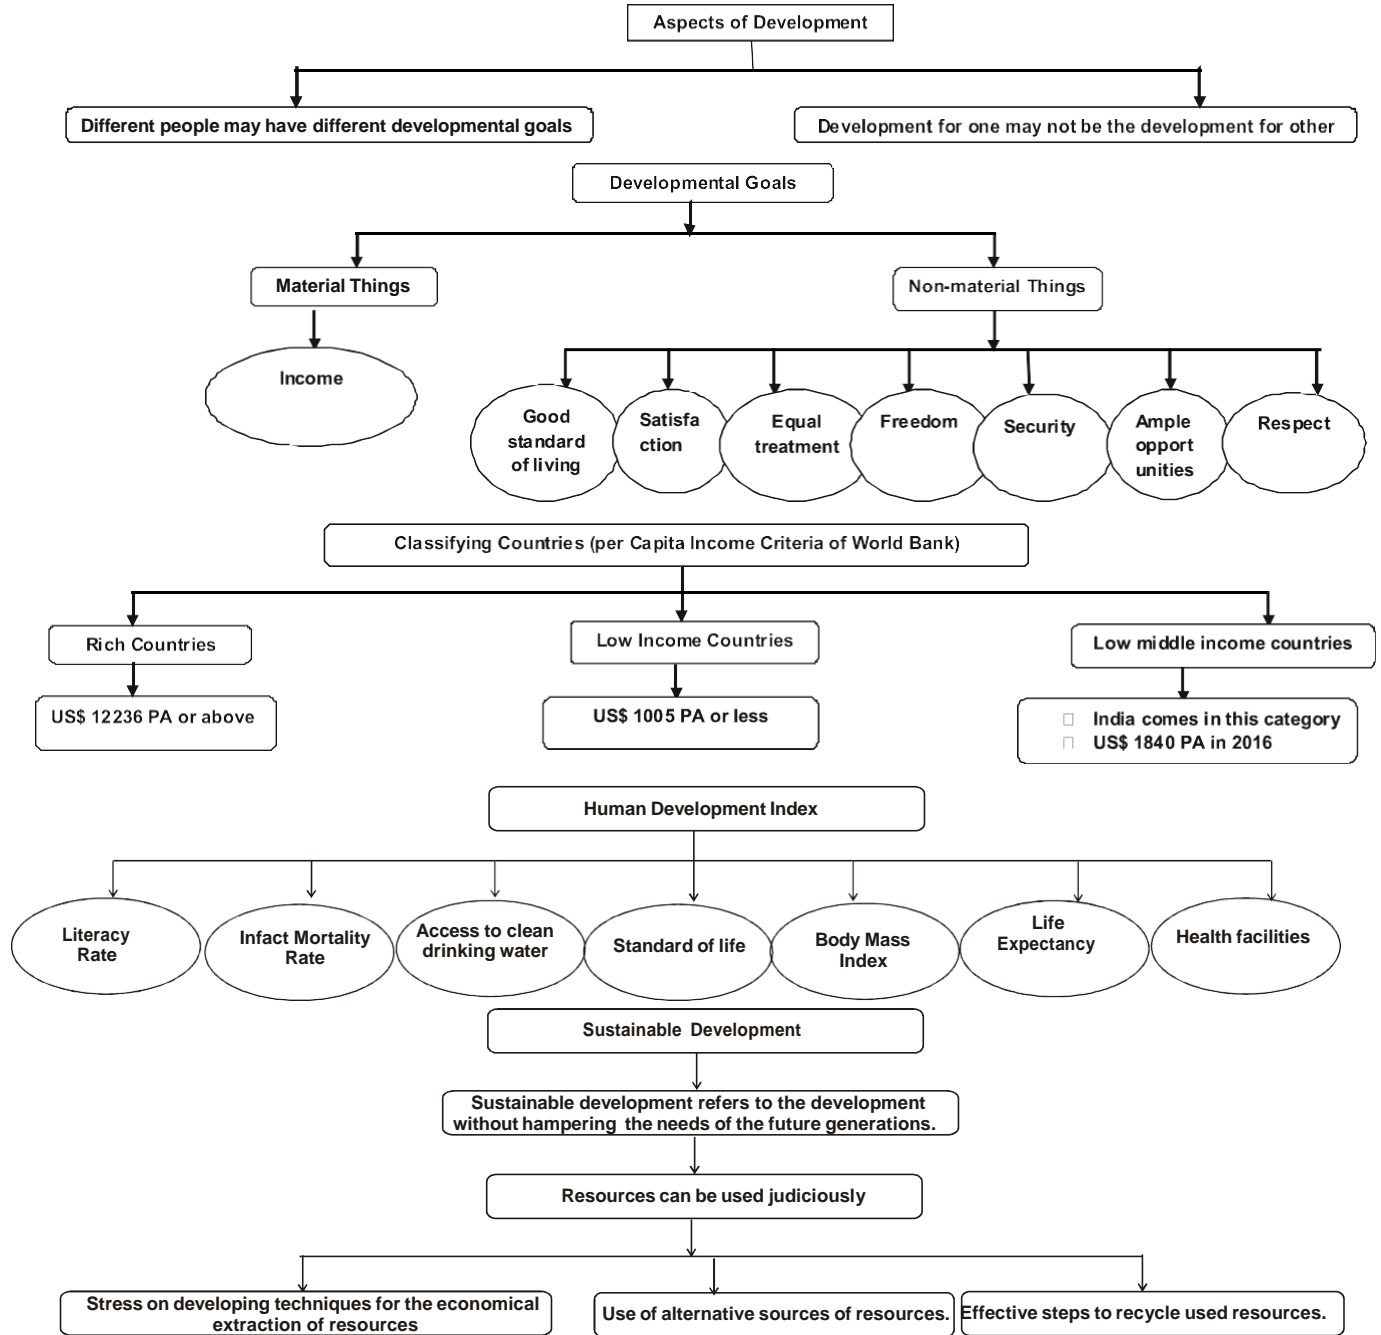 Aspects of Development
Different people may have different developmental goals
Development for one may not be the development for other
Developmental Goals
Material Things
Non-material Things
Income
Good
standard
of living
Satisfa
ction
Equal
treatment
Freedom
Security
Ample
opport
unities
Respect
Classifying Countries (per Capita Income Criteria of World Bank)
Rich Countries
Low Income Countries
Low middle income countries
US$ 12236 PA or above
US$ 1005 PA or less
India comes in this category
US$ 1840 PA in 2016
Human Development Index
Literacy
Rate
Infact Mortality
Rate
Access to clean
drinking water
Standard of life
Body Mass
Index
Life
Expectancy
Health facilities
Sustainable Development
Sustainable development refers to the development
without hampering the needs of the future generations.
Resources can be used judiciously
Stress on developing techniques for the economical
extraction of resources
Use of alternative sources of resources.
Effective steps to recycle used resources.